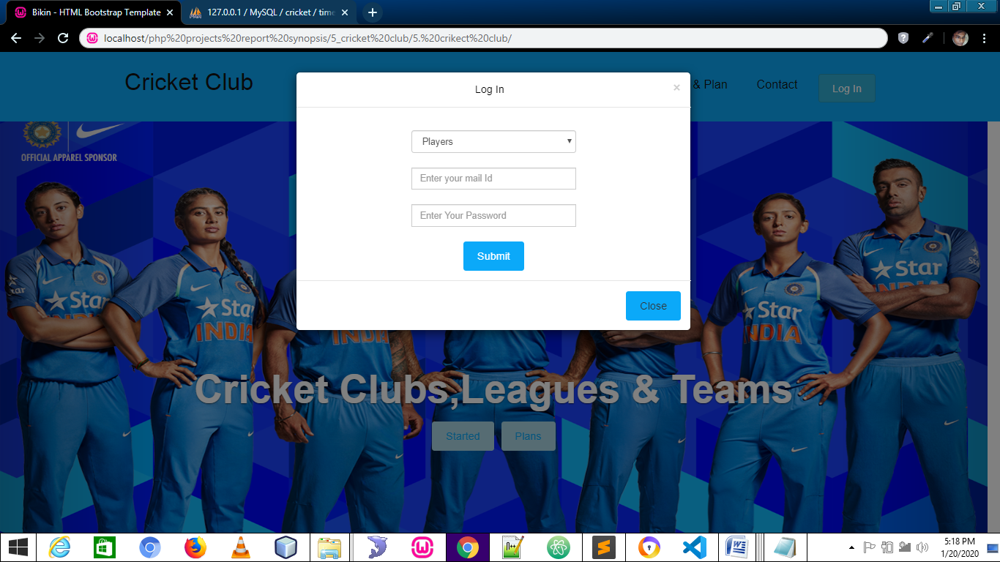 Bikin - HTML Bootstrap Template
127.0.0.1 / MySQL / cricket / time
localhost/php%20projects%20report%20synopsis/5_cricket%20club/5.%20crikect%20club/
Cricket Club
& Plan
Contact
Log In
Log In
×
Players
Enter your mail Id
Enter Your Password
Submit
Close
OFFICIAL APPAREL SPONSOR
Star
INDIA
Star
INDIA
INDIA
Star
INDIA
Star
INDIA
Cricket Clubs,Leagues & Teams
Started
Plans
5:18 PM
1/20/2020